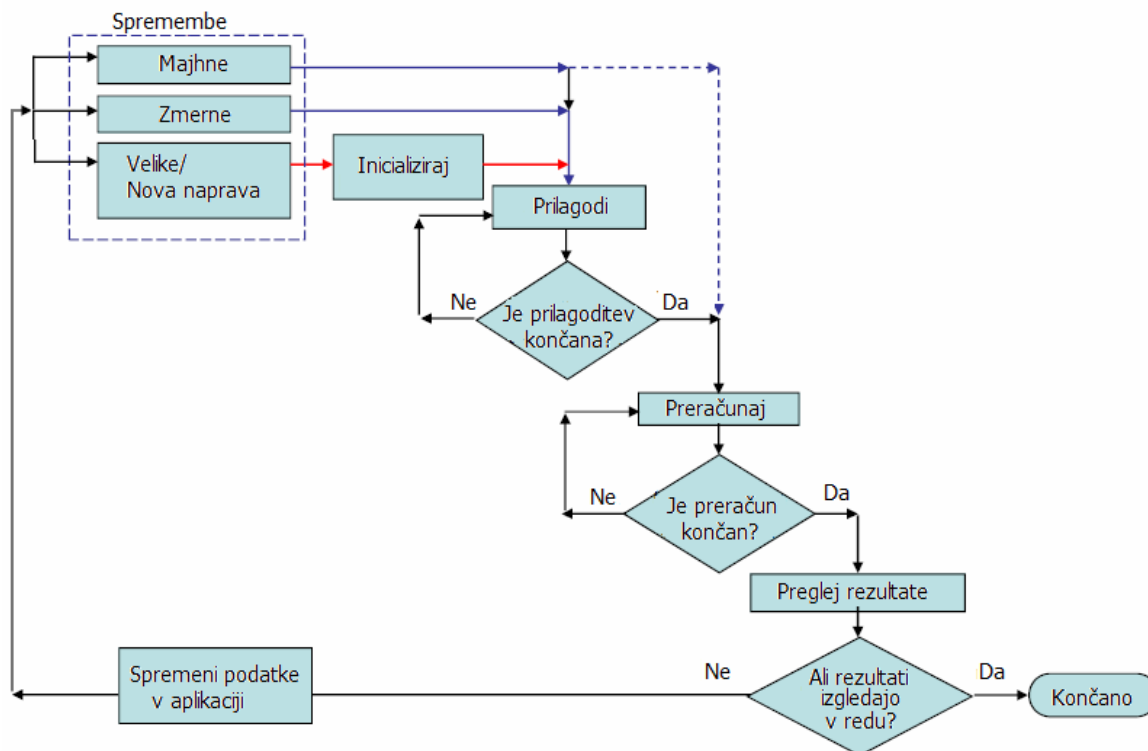 Spremembe
Majhne
Zmerne
Velike/
Nova naprava
Inicializiraj
Prilagodi
Ne
Da
Je prilagoditev
končana?
Preračunaj
Ne
Da
Je preračun
končan?
Preglej rezultate
Ne
Da
Ali rezultati
izgledajo
v redu?
Spremeni podatke
v aplikaciji
Končano